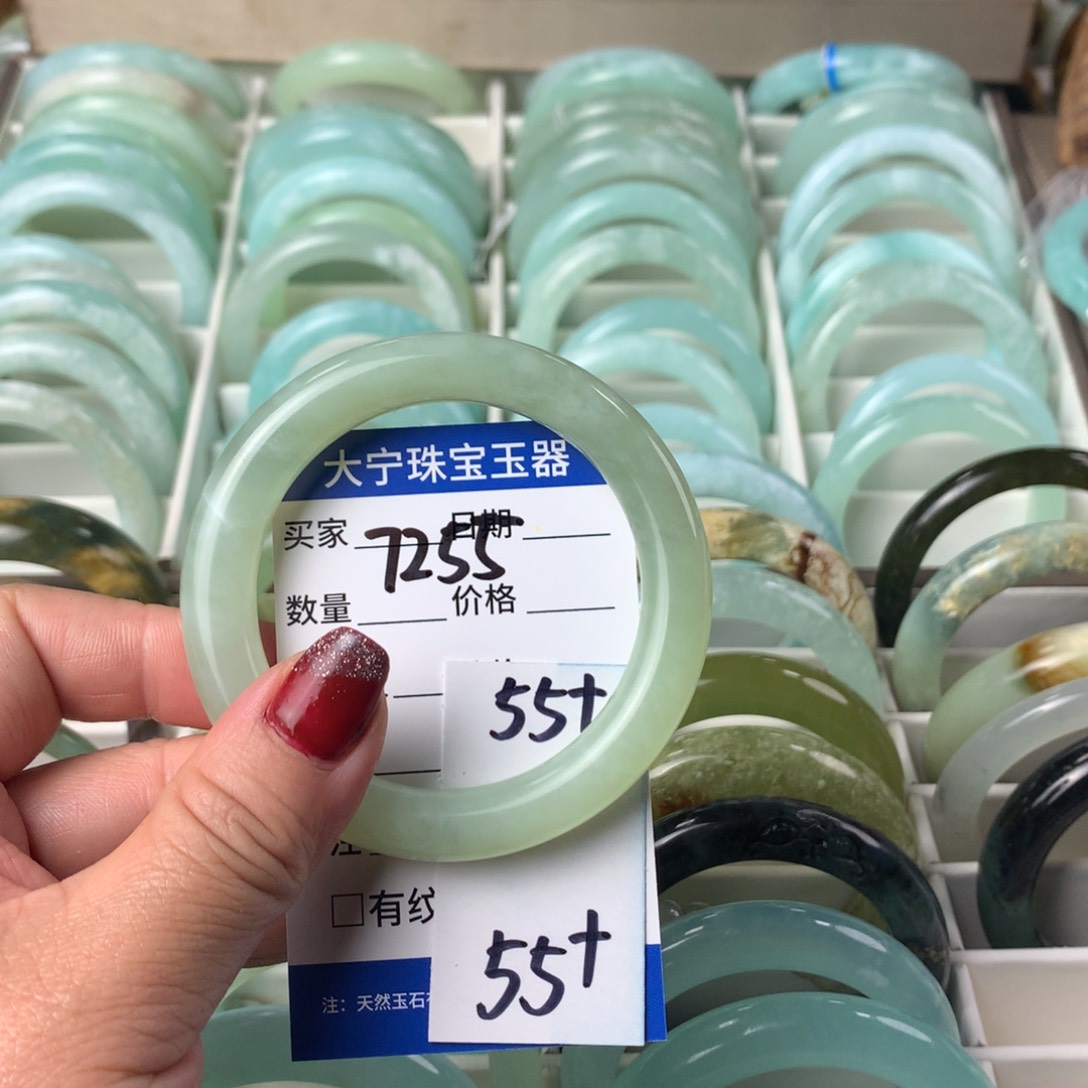 大宁珠宝玉器
买家 日期
7255
数量 价格
55+
□有纹
55+
注：天然玉石